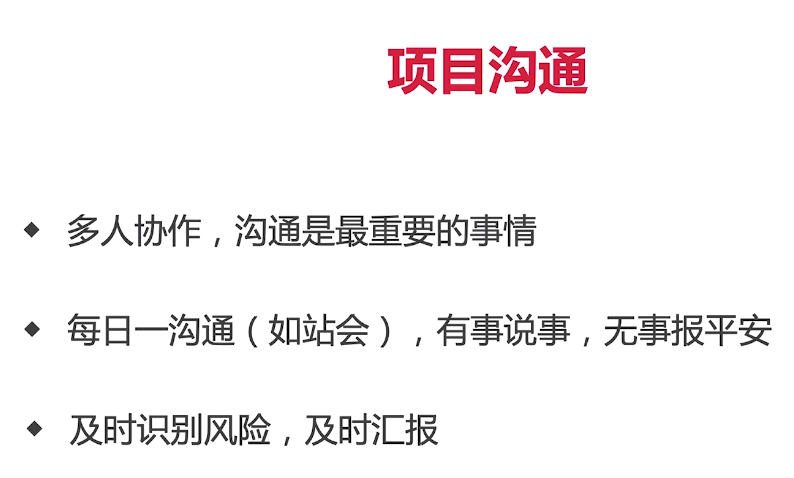 项目沟通
◆ 多人协作，沟通是最重要的事情
◆ 每日一沟通（如站会），有事说事，无事报平安
◆ 及时识别风险，及时汇报